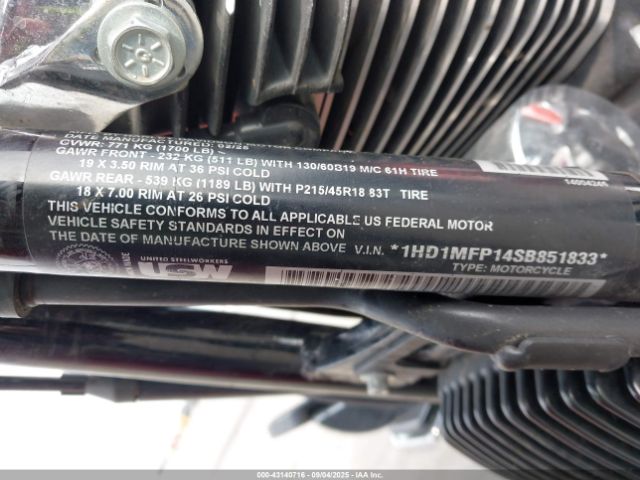 DATE MANUFACTURED: 02/25
GVWR: 771 KG (1700 LB)
GAWR FRONT - 232 KG (511 LB) WITH 130/60B19 M/C 61H TIRE
19 X 3.50 RIM AT 36 PSI COLD
GAWR REAR - 539 KG (1189 LB) WITH P215/45R18 83T TIRE
18 X 7.00 RIM AT 26 PSI COLD
THIS VEHICLE CONFORMS TO ALL APPLICABLE US FEDERAL MOTOR
VEHICLE SAFETY STANDARDS IN EFFECT ON
THE DATE OF MANUFACTURE SHOWN ABOVE V.I.N. *1HD1MFP14SB851833*
TYPE: MOTORCYCLE
MADE
UNITED STEELWORKERS
USW
000-43140716 - 09/04/2025 - IAA Inc.